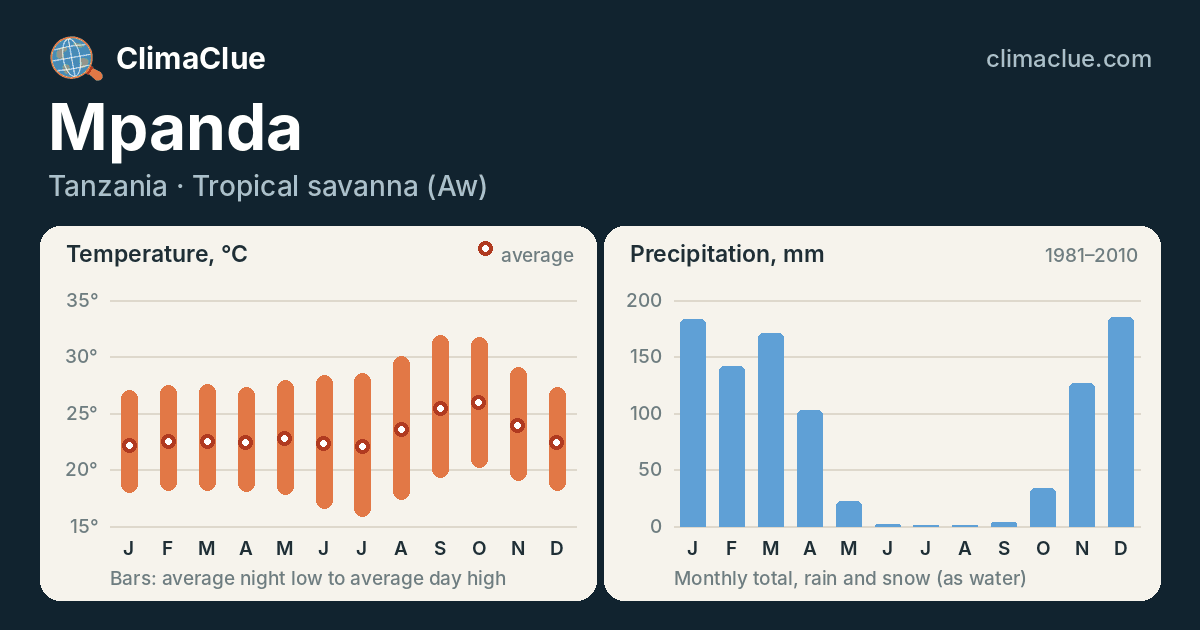 ClimaClue
climaclue.com
Mpanda
Tanzania · Tropical savanna (Aw)
Temperature, °C
average
35°
30°
25°
20°
15°
J F M A M J J A S O N D
Bars: average night low to average day high
Precipitation, mm
1981–2010
200
150
100
50
0
J F M A M J J A S O N D
Monthly total, rain and snow (as water)